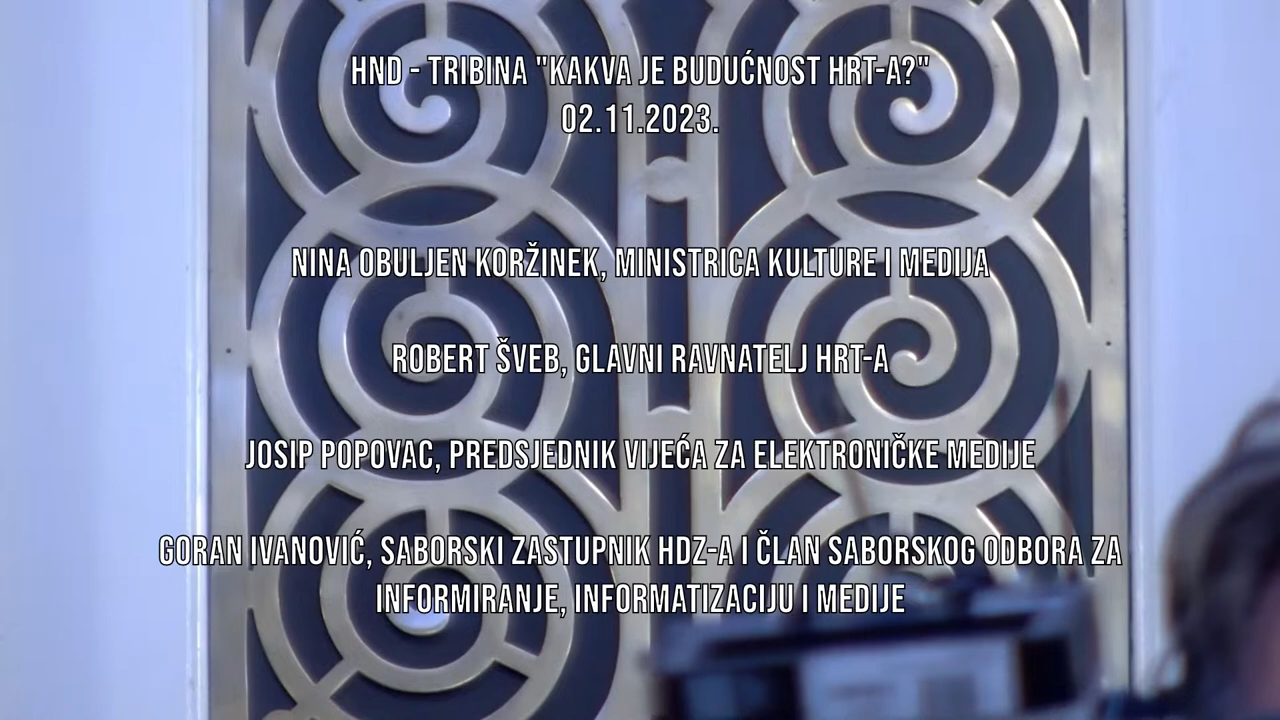 HND - TRIBINA "KAKVA JE BUDUĆNOST HRT-A?"
02.11.2023.
NINA OBULJEN KORŽINEK, MINISTRICA KULTURE I MEDIJA
ROBERT ŠVEB, GLAVNI RAVNATELJ HRT-A
JOSIP POPOVAC, PREDSJEDNIK VIJEĆA ZA ELEKTRONIČKE MEDIJE
GORAN IVANOVIĆ, SABORSKI ZASTUPNIK HDZ-A I ČLAN SABORSKOG ODBORA ZA
INFORMIRANJE, INFORMATIZACIJU I MEDIJE